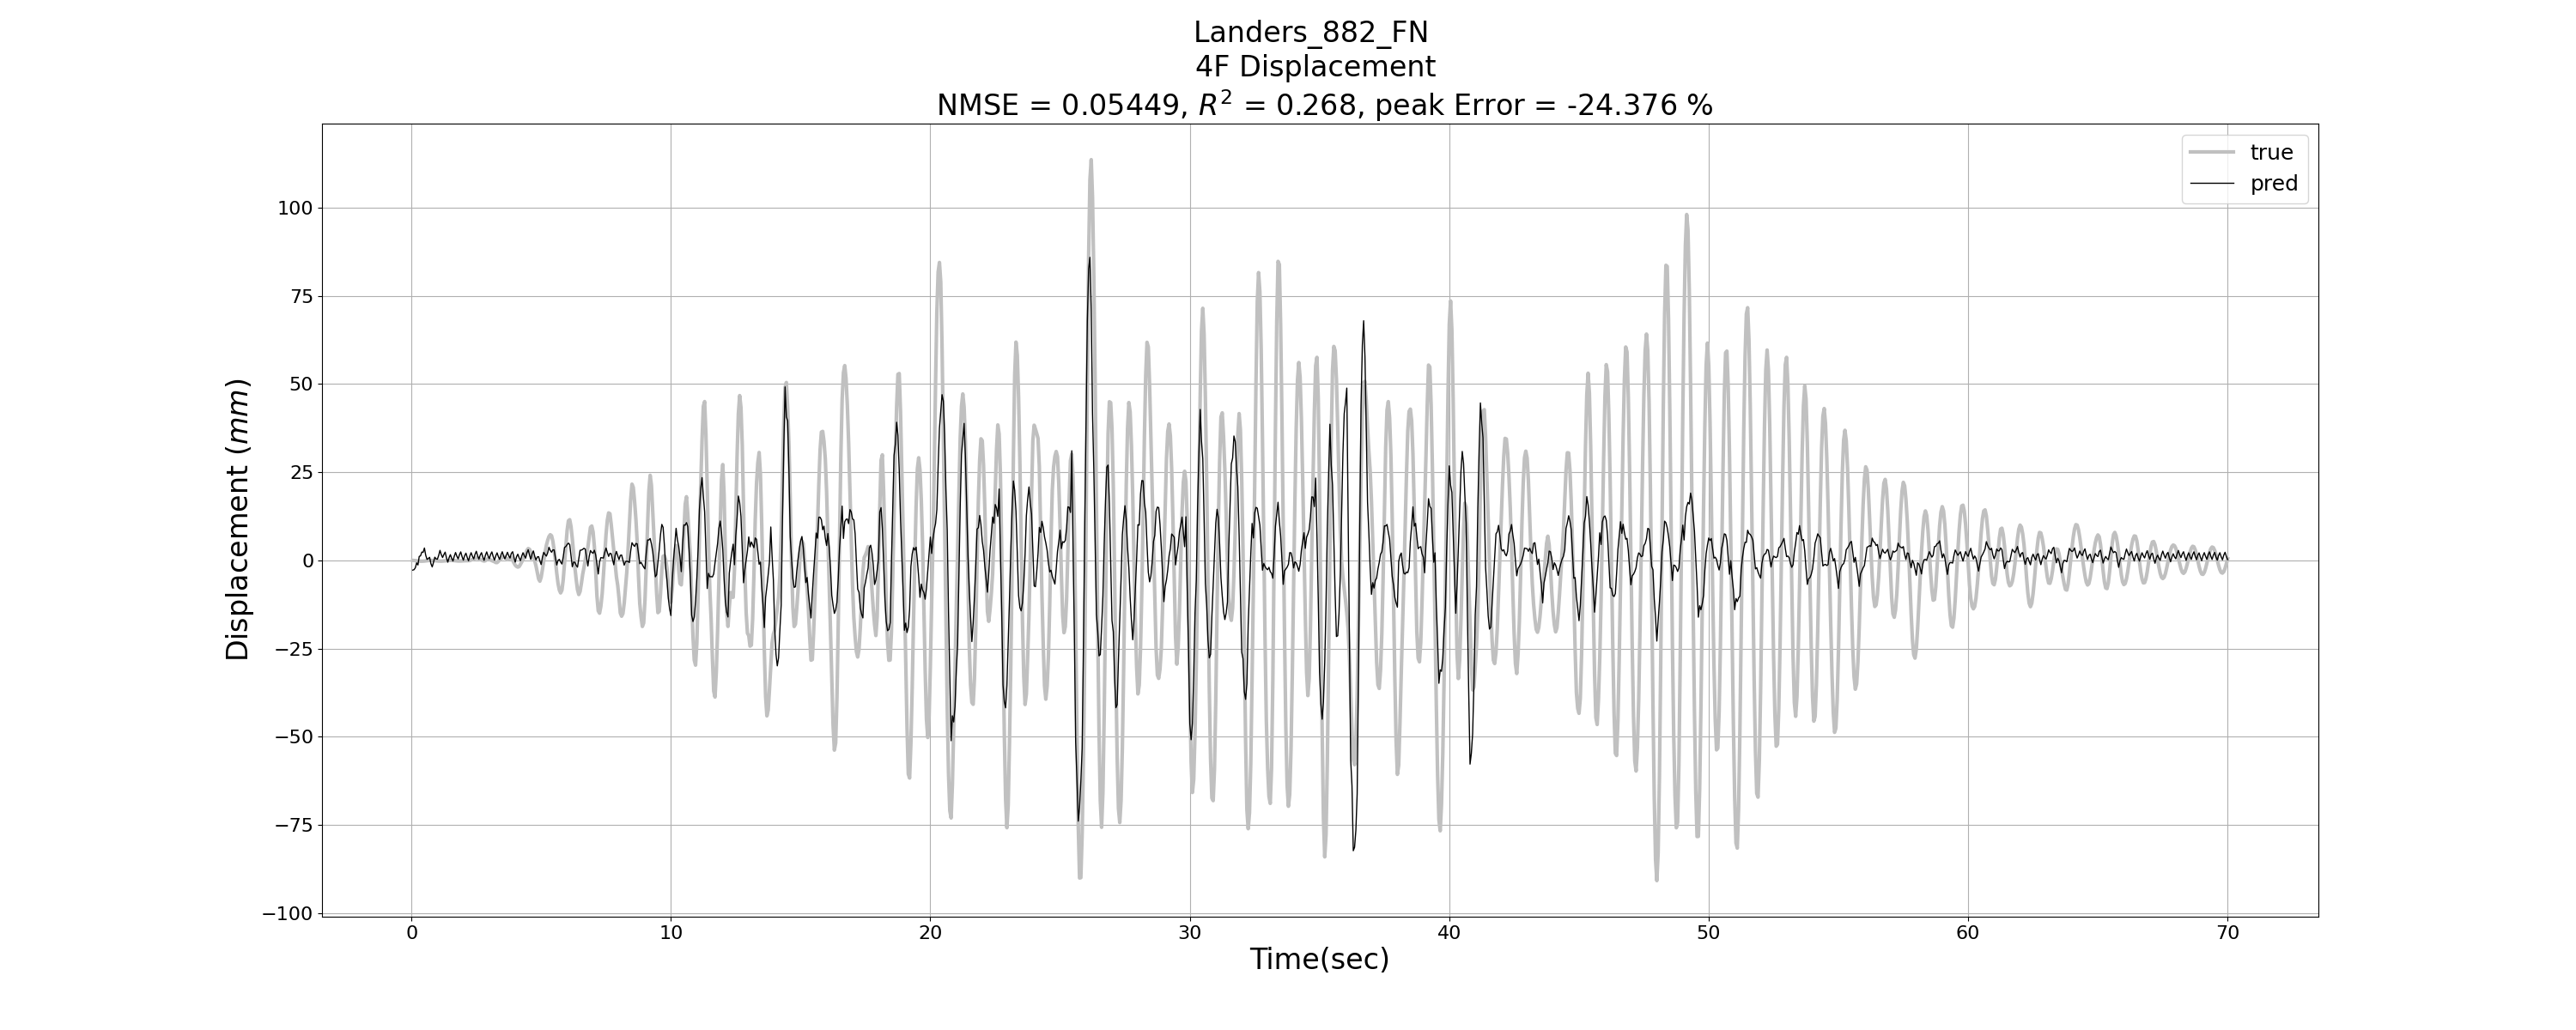 Landers_882_FN
4F Displacement
NMSE = 0.05449, R² = 0.268, peak Error = -24.376 %
true
pred
100
75
50
25
0
−25
−50
−75
−100
Displacement (mm)
0 10 20 30 40 50 60 70
Time(sec)